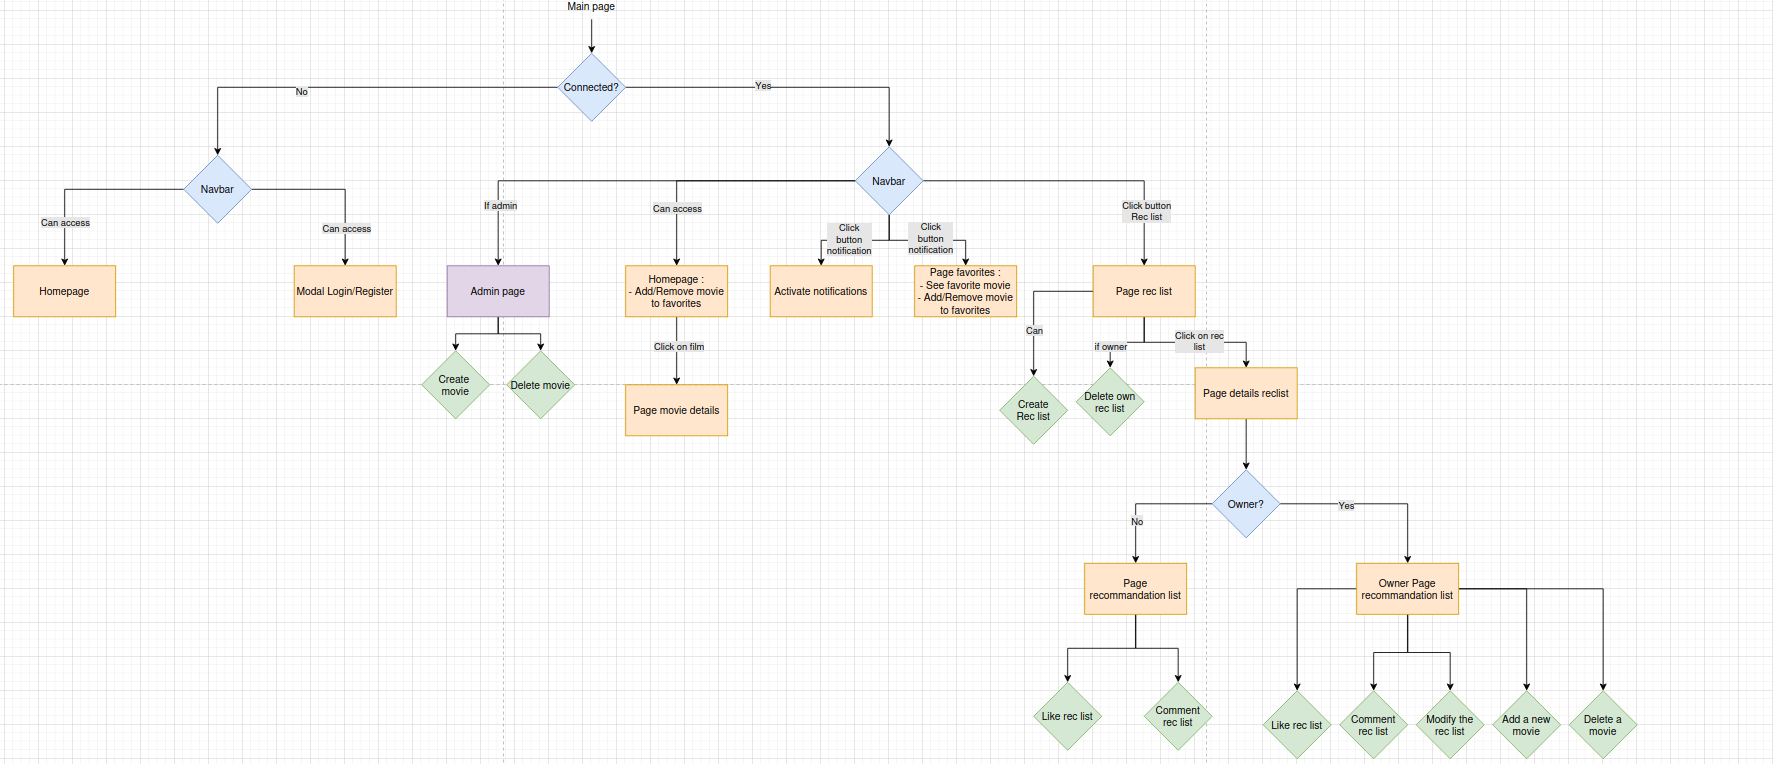 Main page
Connected?
No
Yes
Navbar
Navbar
Can access
Can access
If admin
Can access
Click
button
notification
Click
button
notification
Click button
Rec list
Homepage
Modal Login/Register
Admin page
Homepage :
- Add/Remove movie
to favorites
Activate notifications
Page favorites :
- See favorite movie
- Add/Remove movie
to favorites
Page rec list
Can
if owner
Click on rec
list
Click on film
Create
movie
Delete movie
Page movie details
Create
Rec list
Delete own
rec list
Page details reclist
Owner?
No
Yes
Page
recommandation list
Owner Page
recommandation list
Like rec list
Comment
rec list
Like rec list
Comment
rec list
Modify the
rec list
Add a new
movie
Delete a
movie